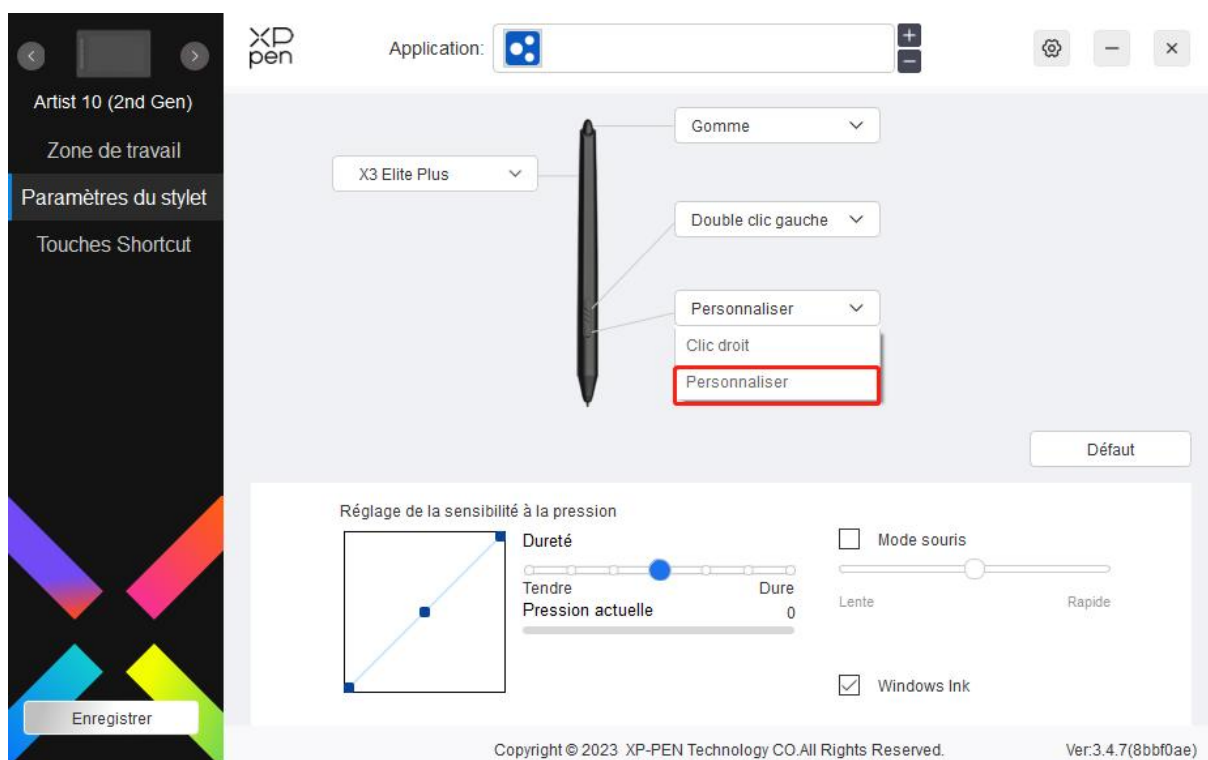 XP
pen
Application:
+
−
Artist 10 (2nd Gen)
Zone de travail
Paramètres du stylet
Touches Shortcut
Gomme
X3 Elite Plus
Double clic gauche
Personnaliser
Clic droit
Personnaliser
Défaut
Réglage de la sensibilité à la pression
Dureté
Tendre Dure
Pression actuelle 0
Mode souris
Lente Rapide
Windows Ink
Enregistrer
Copyright © 2023 XP-PEN Technology CO.All Rights Reserved.
Ver:3.4.7(8bbf0ae)